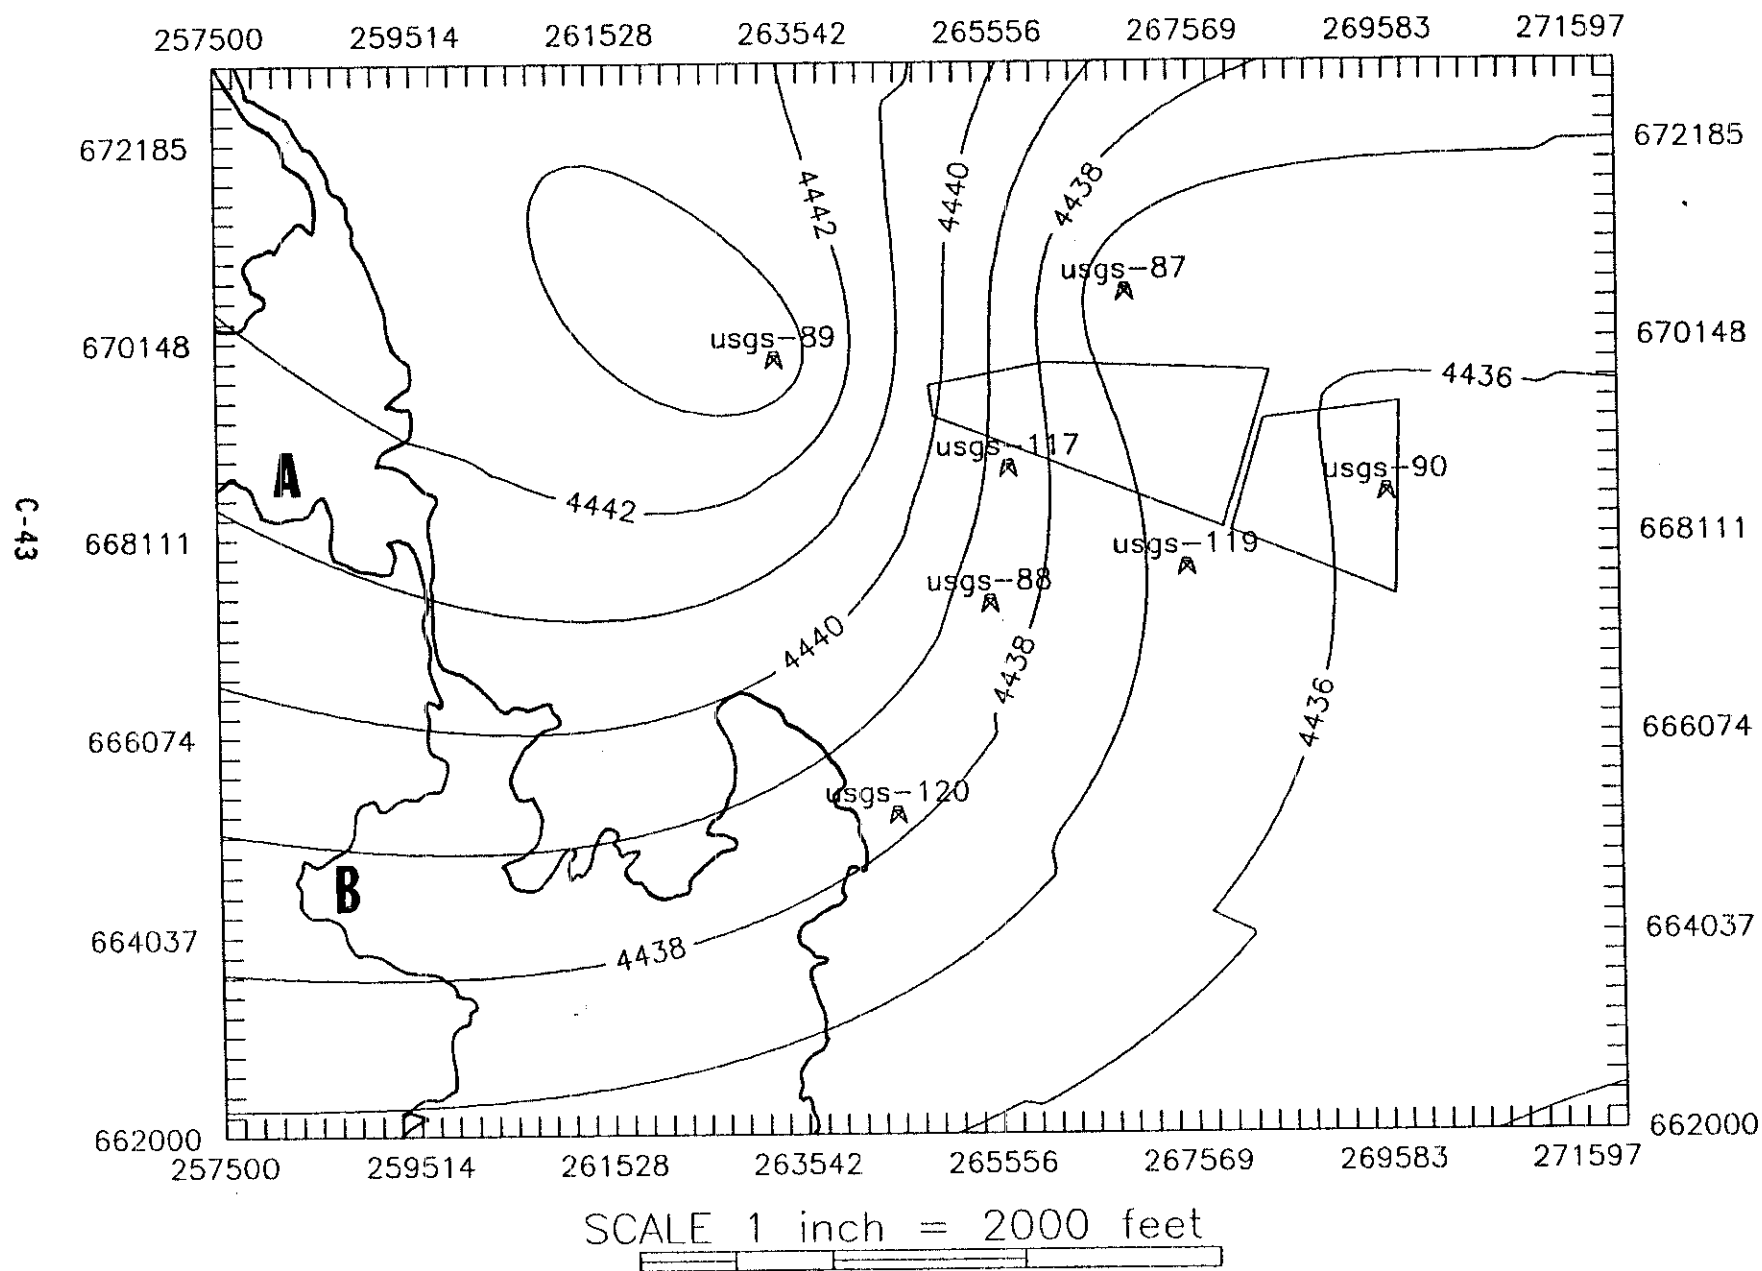 257500 259514 261528 263542 265556 267569 269583 271597
672185 672185
4442
4440
4438
usgs-87
usgs-89
670148 670148
4436
usgs-117
usgs-90
A
4442
C-43
668111 668111
usgs-119
usgs-88
4440
4438
4436
666074 666074
usgs-120
B
664037 664037
4438
662000 662000
257500 259514 261528 263542 265556 267569 269583 271597
SCALE 1 inch = 2000 feet